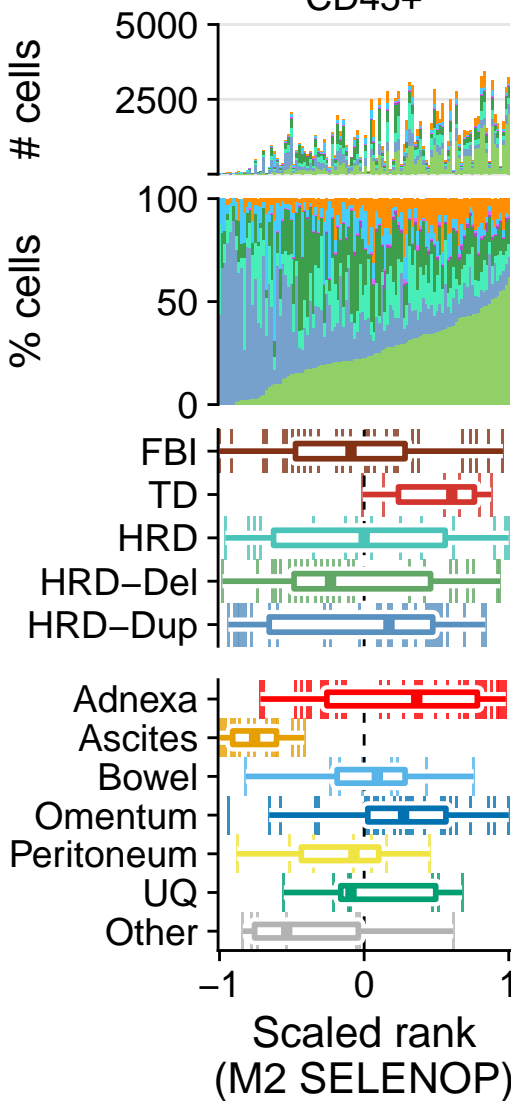 CD45+
5000
# cells
2500
100
% cells
50
0
FBI
TD
HRD
HRD−Del
HRD−Dup
Adnexa
Ascites
Bowel
Omentum
Peritoneum
UQ
Other
−1 0 1
Scaled rank
(M2 SELENOP)